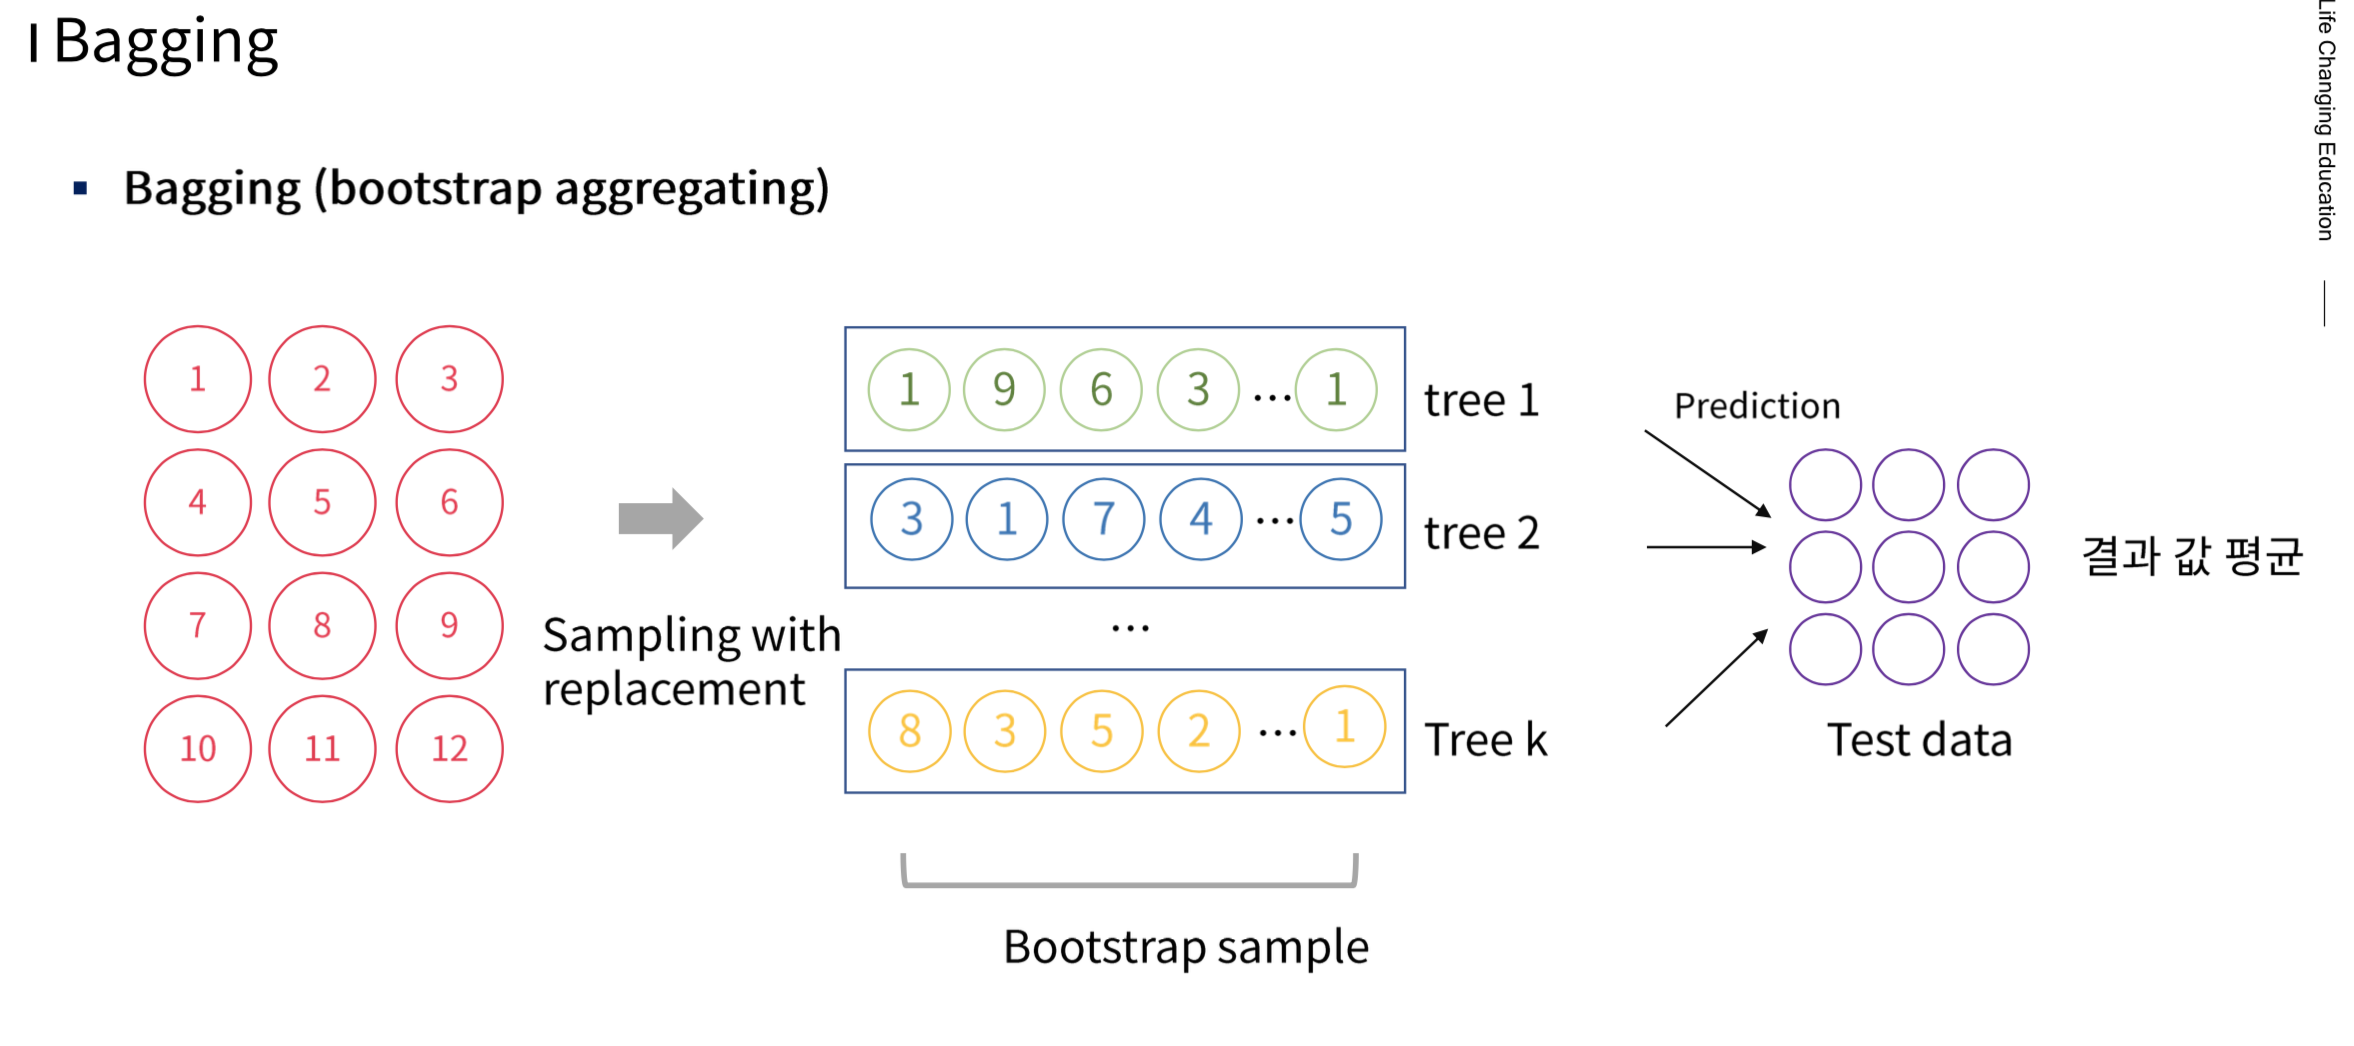 I Bagging
Life Changing Education
▪ Bagging (bootstrap aggregating)
1 2 3
4 5 6
7 8 9
10 11 12
Sampling with
replacement
1 9 6 3 ... 1
tree 1
3 1 7 4 ... 5
tree 2
...
8 3 5 2 ... 1
Tree k
Bootstrap sample
Prediction
Test data
결과 값 평균